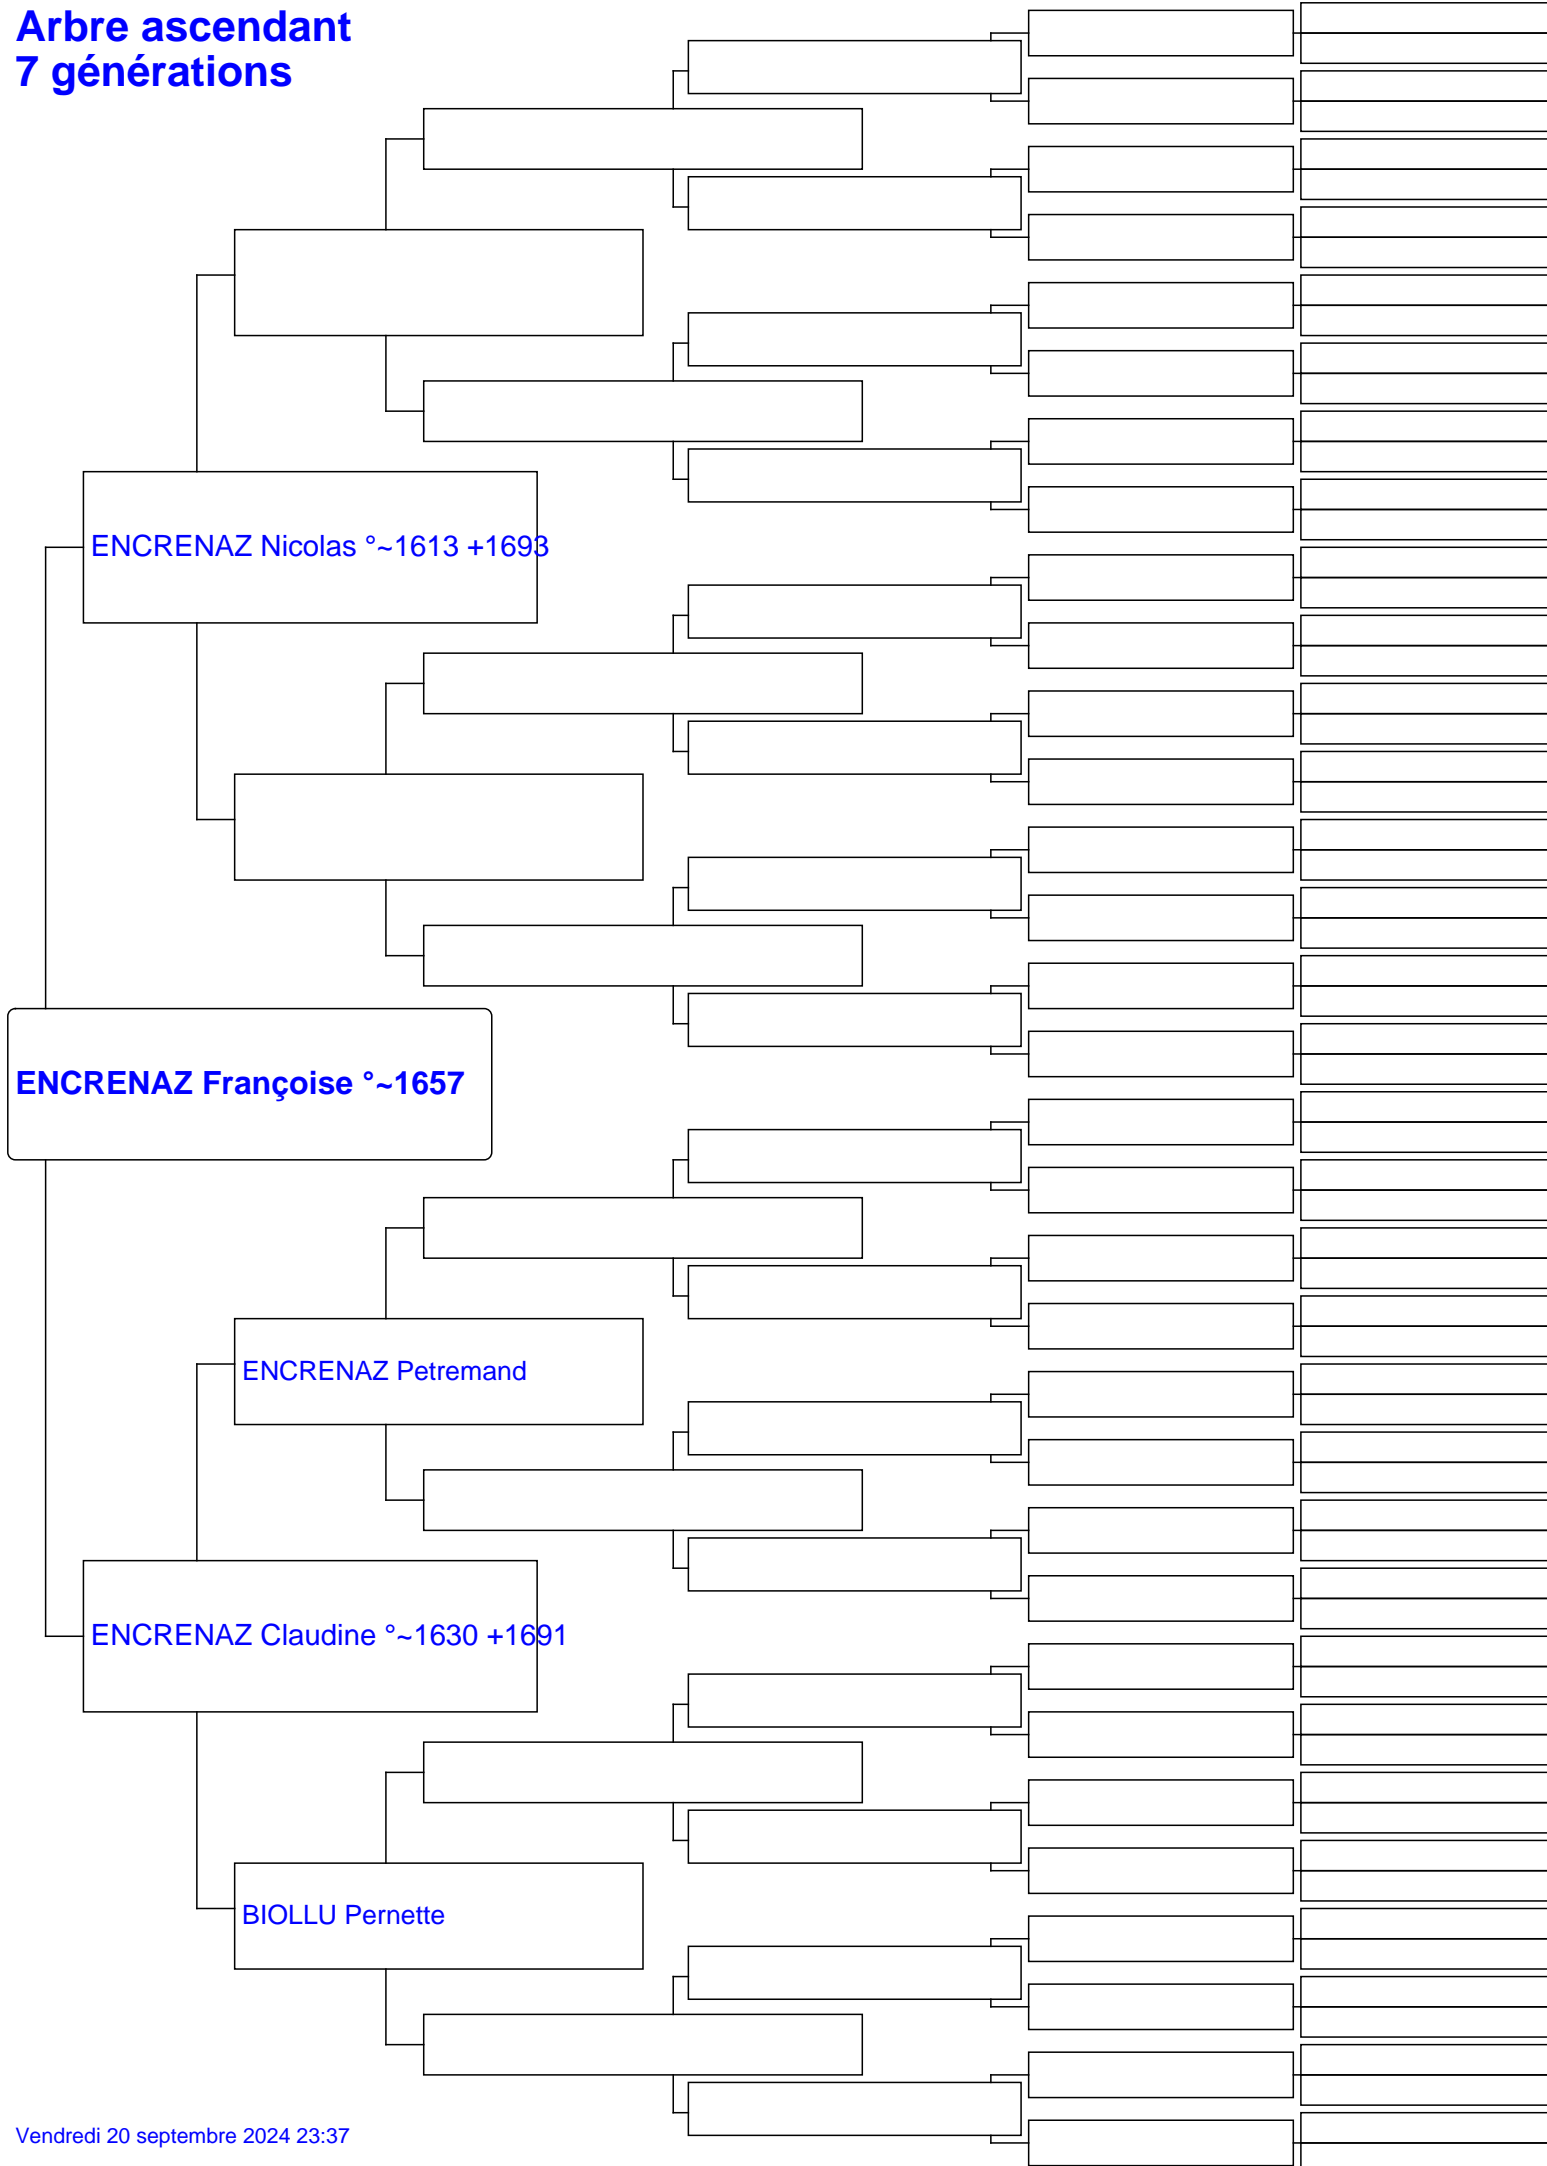 Arbre ascendant
7 générations
ENCRENAZ Nicolas °~1613 +1693
ENCRENAZ Françoise °~1657
ENCRENAZ Petremand
ENCRENAZ Claudine °~1630 +1691
BIOLLU Pernette
Vendredi 20 septembre 2024 23:37